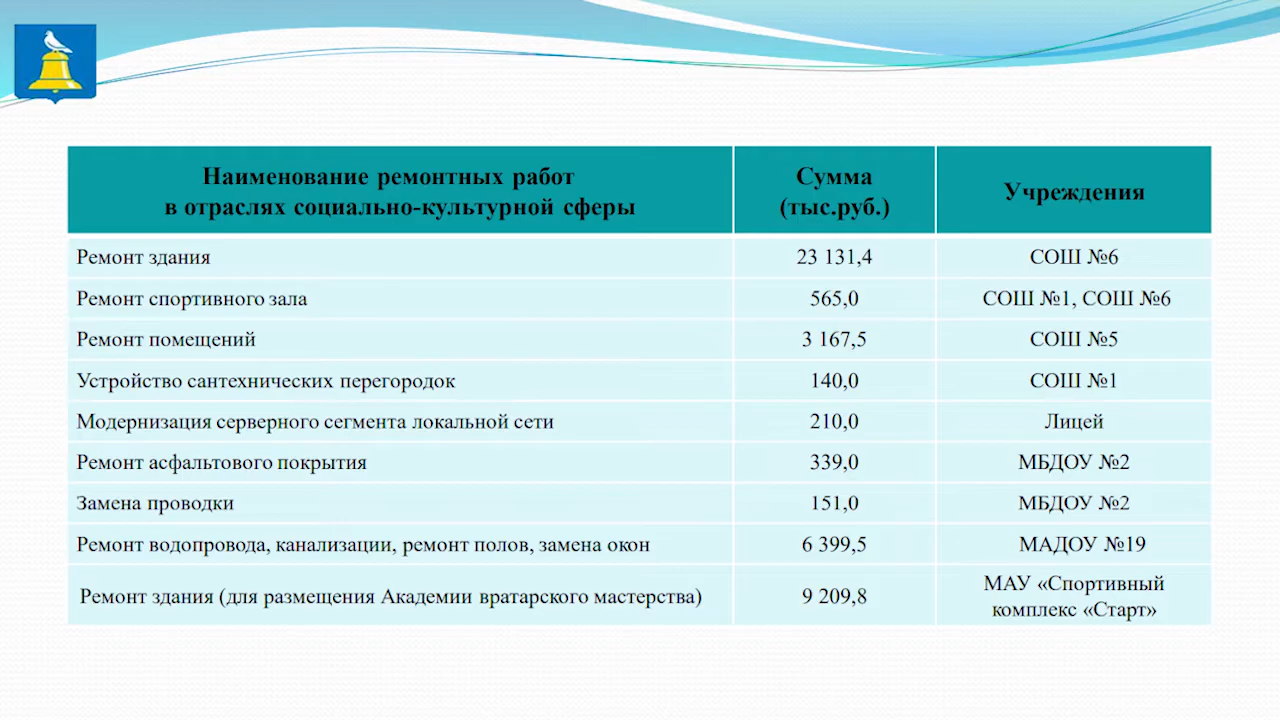 Наименование ремонтных работ
в отраслях социально-культурной сферы
Сумма
(тыс.руб.)
Учреждения
Ремонт здания
23 131,4
СОШ №6
Ремонт спортивного зала
565,0
СОШ №1, СОШ №6
Ремонт помещений
3 167,5
СОШ №5
Устройство сантехнических перегородок
140,0
СОШ №1
Модернизация серверного сегмента локальной сети
210,0
Лицей
Ремонт асфальтового покрытия
339,0
МБДОУ №2
Замена проводки
151,0
МБДОУ №2
Ремонт водопровода, канализации, ремонт полов, замена окон
6 399,5
МАДОУ №19
Ремонт здания (для размещения Академии вратарского мастерства)
9 209,8
МАУ «Спортивный
комплекс «Старт»